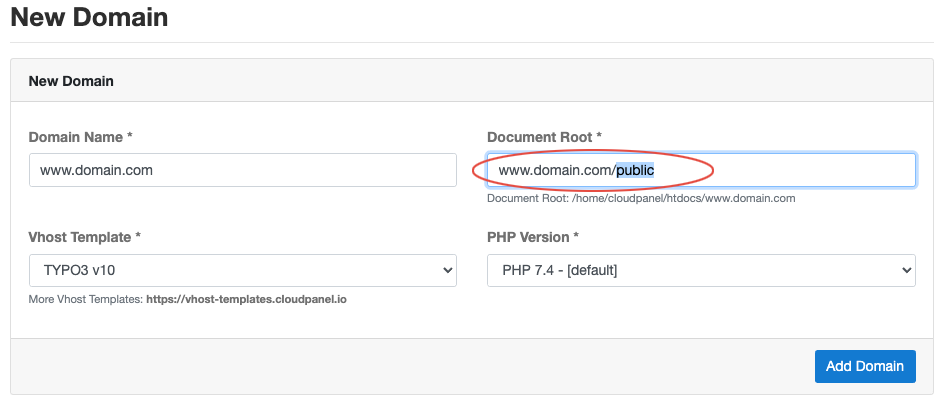 New Domain
New Domain
Domain Name *
Document Root *
www.domain.com
www.domain.com/public
Document Root: /home/cloudpanel/htdocs/www.domain.com
Vhost Template *
PHP Version *
TYPO3 v10
PHP 7.4 - [default]
More Vhost Templates: https://vhost-templates.cloudpanel.io
Add Domain